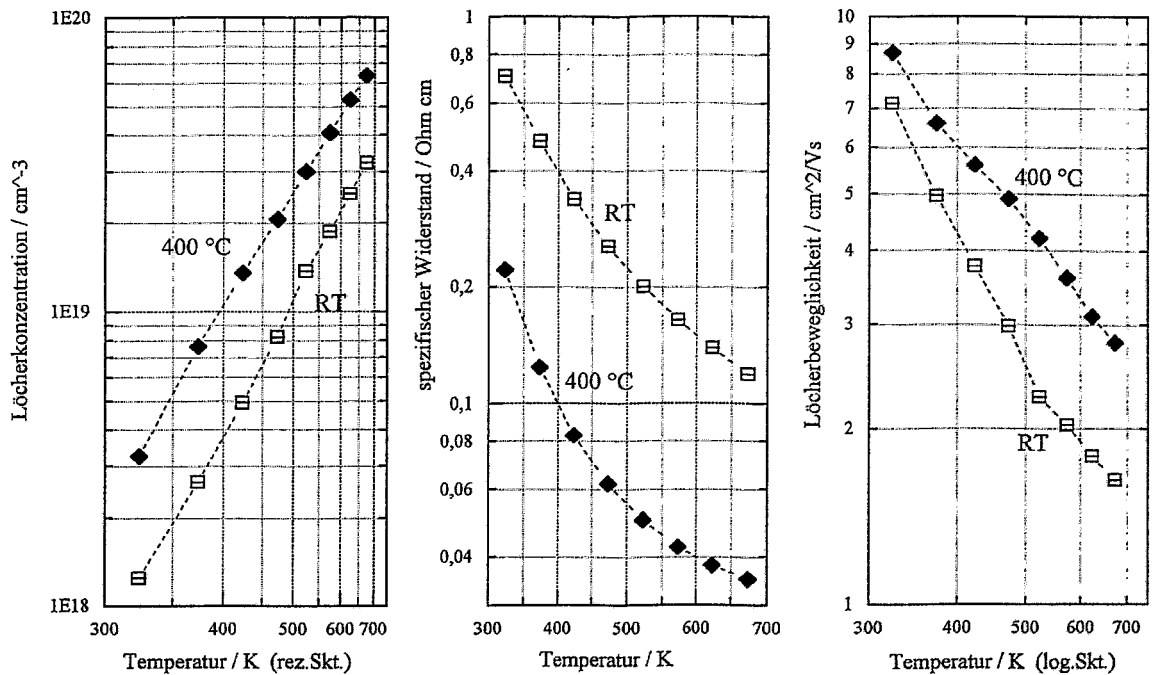 1E20
1E19
1E18
Löcherkonzentration / cm^-3
400 °C
RT
300
400
500
600
700
Temperatur / K (rez.Skt.)
1
0,8
0,6
0,4
0,2
0,1
0,08
0,06
0,04
spezifischer Widerstand / Ohm cm
RT
400 °C
300
400
500
600
700
Temperatur / K
10
9
8
7
6
5
4
3
2
1
Löcherbeweglichkeit / cm^2/Vs
400 °C
RT
300
400
500
600
700
Temperatur / K (log.Skt.)